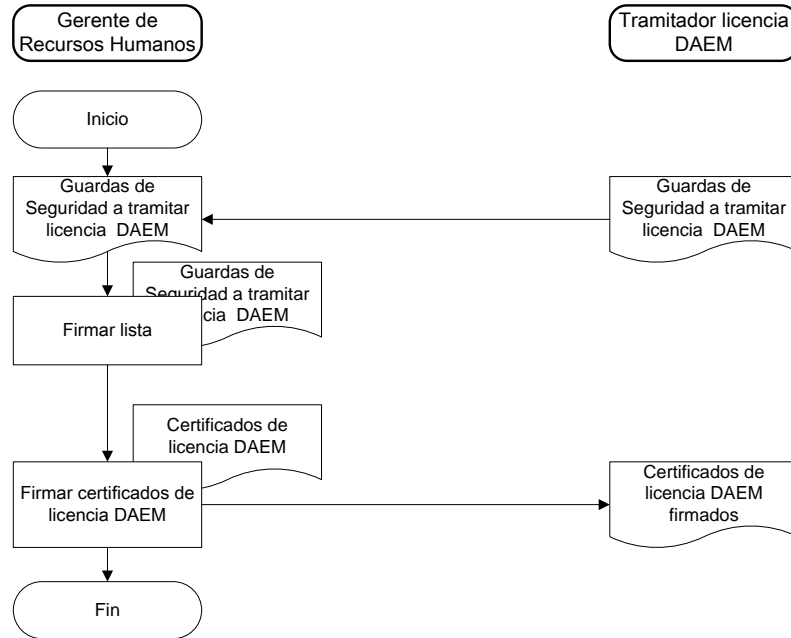 Gerente de
Recursos Humanos
Tramitador licencia
DAEM
Inicio
Guardas de
Seguridad a tramitar
licencia DAEM
Guardas de
Seguridad a tramitar
licencia DAEM
Guardas de
Seguridad a tramitar
cia DAEM
Firmar lista
Certificados de
licencia DAEM
Firmar certificados de
licencia DAEM
Certificados de
licencia DAEM
firmados
Fin